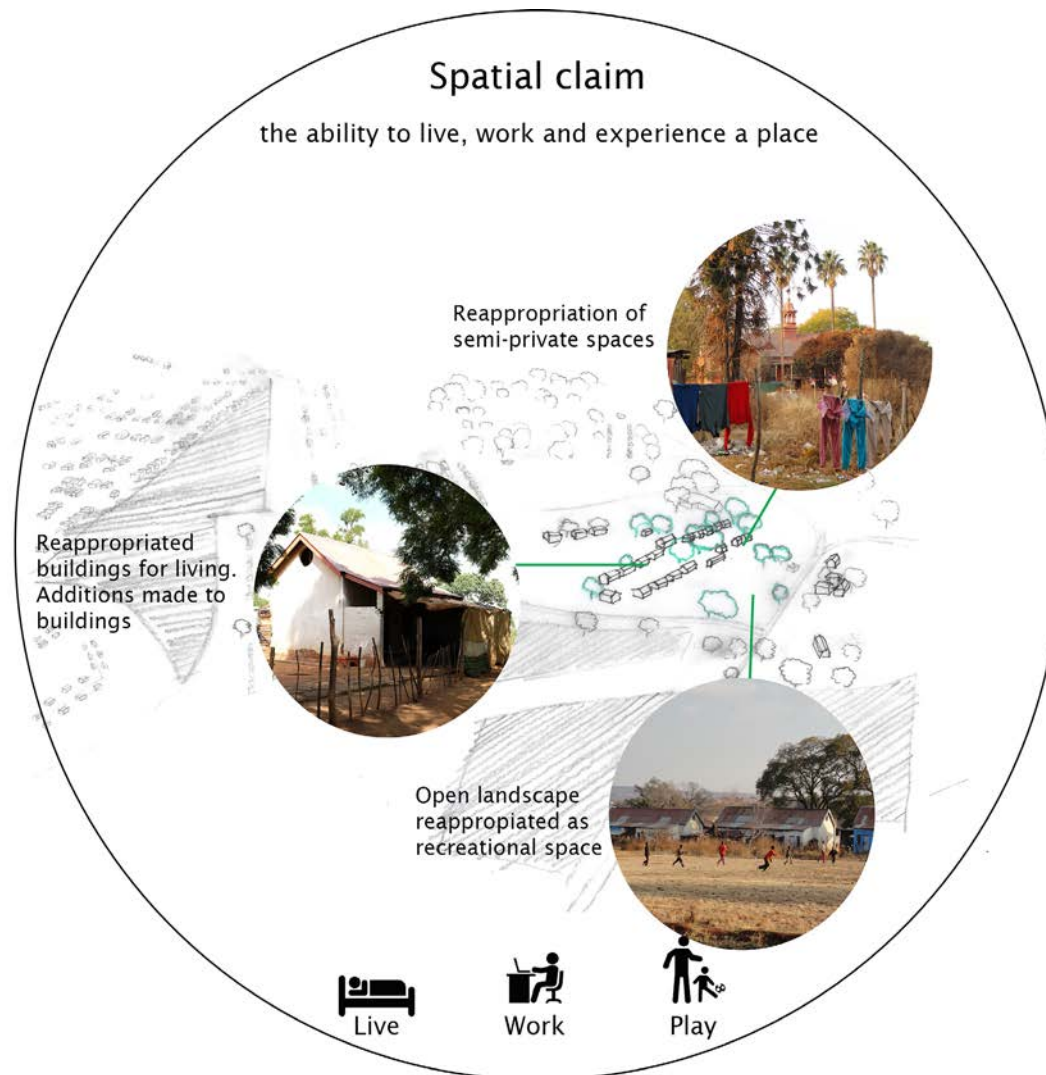 Spatial claim
the ability to live, work and experience a place
Reappropriation of
semi-private spaces
Reappropriated
buildings for living.
Additions made to
buildings
Open landscape
reappropiated as
recreational space
Live
Work
Play